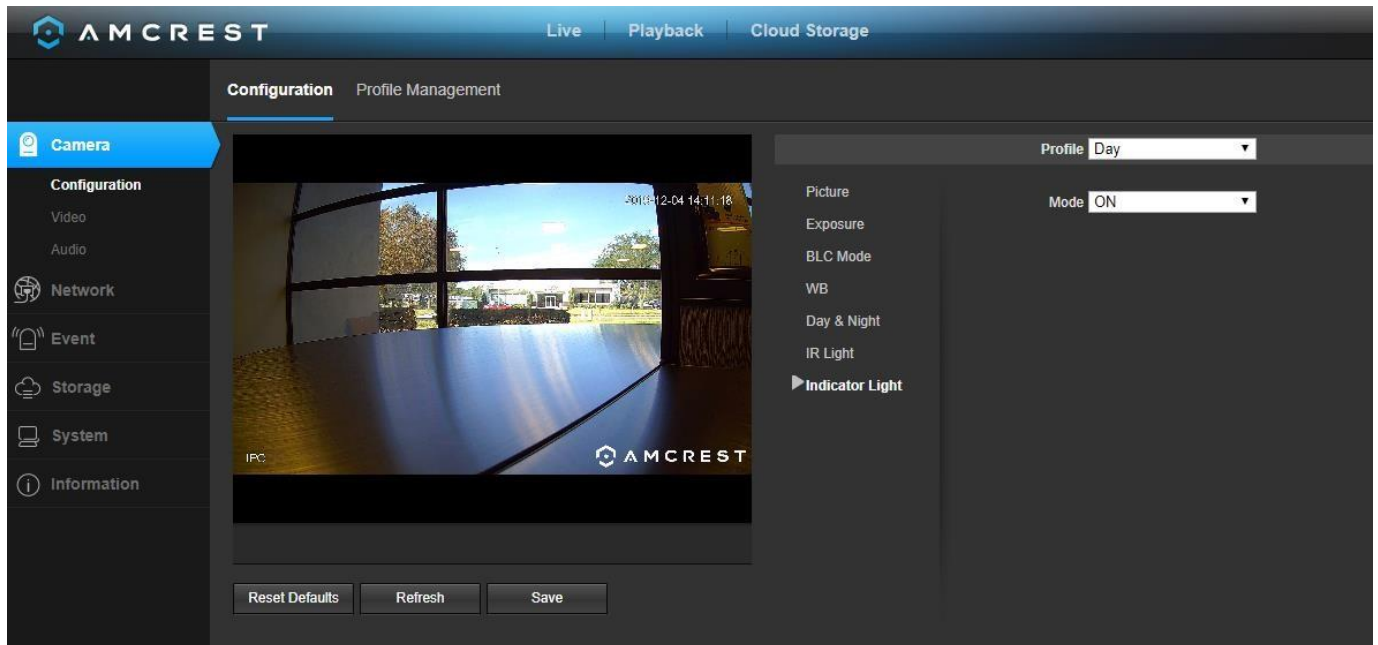 AMCREST
Live Playback Cloud Storage
Configuration Profile Management
Camera
Configuration
Video
Audio
Network
Event
Storage
System
Information
12-04 14:11:18
IPC
AMCREST
Reset Defaults Refresh Save
Profile Day
Picture
Exposure
BLC Mode
WB
Day & Night
IR Light
Indicator Light
Mode ON